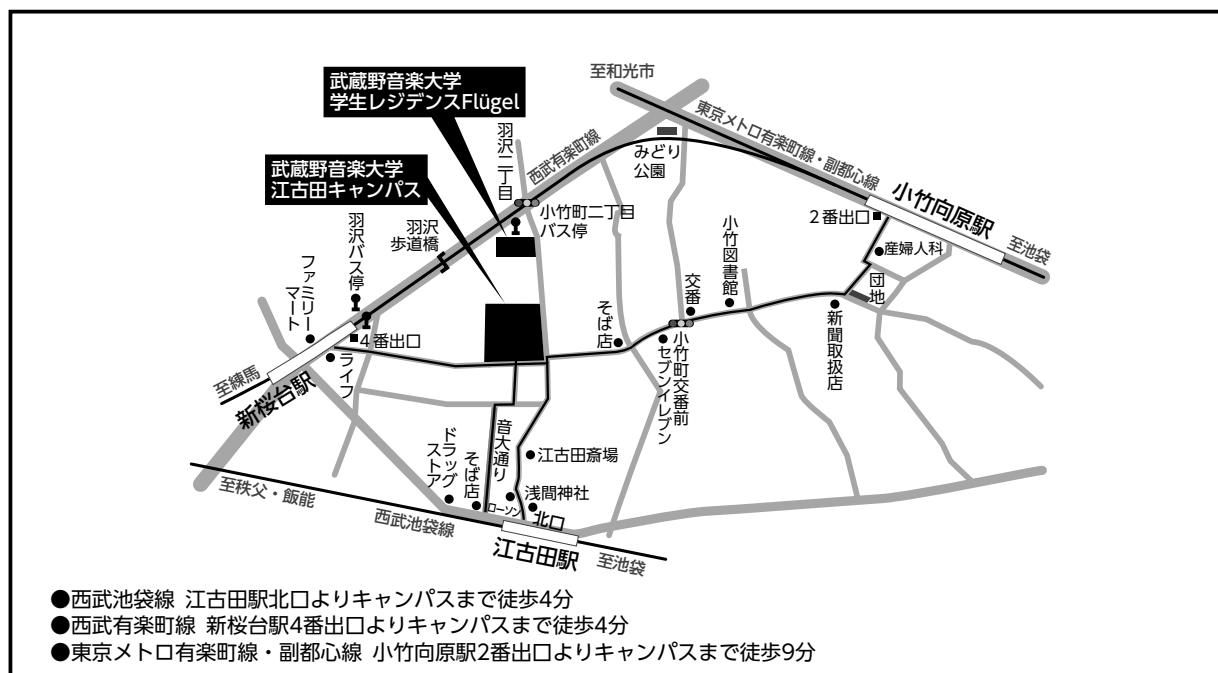 武蔵野音楽大学
学生レジデンスFlügel
武蔵野音楽大学
江古田キャンパス
至和光市
東京メトロ有楽町線・副都心線
小竹向原駅
至池袋
2番出口
産婦人科
団地
みどり
公園
西武有楽町線
羽沢二丁目
小竹町二丁目
バス停
羽沢
歩道橋
羽沢バス停
ファミリー
マート
4番出口
ライフ
至練馬
新桜台駅
小竹図書館
交番
そば店
小竹町交番前
セブンイレブン
新聞取扱店
音大通り
江古田斎場
ドラッグ
ストア
そば店
浅間神社
ローソン
北口
至秩父・飯能
西武池袋線
江古田駅
至池袋
●西武池袋線 江古田駅北口よりキャンパスまで徒歩4分
●西武有楽町線 新桜台駅4番出口よりキャンパスまで徒歩4分
●東京メトロ有楽町線・副都心線 小竹向原駅2番出口よりキャンパスまで徒歩9分